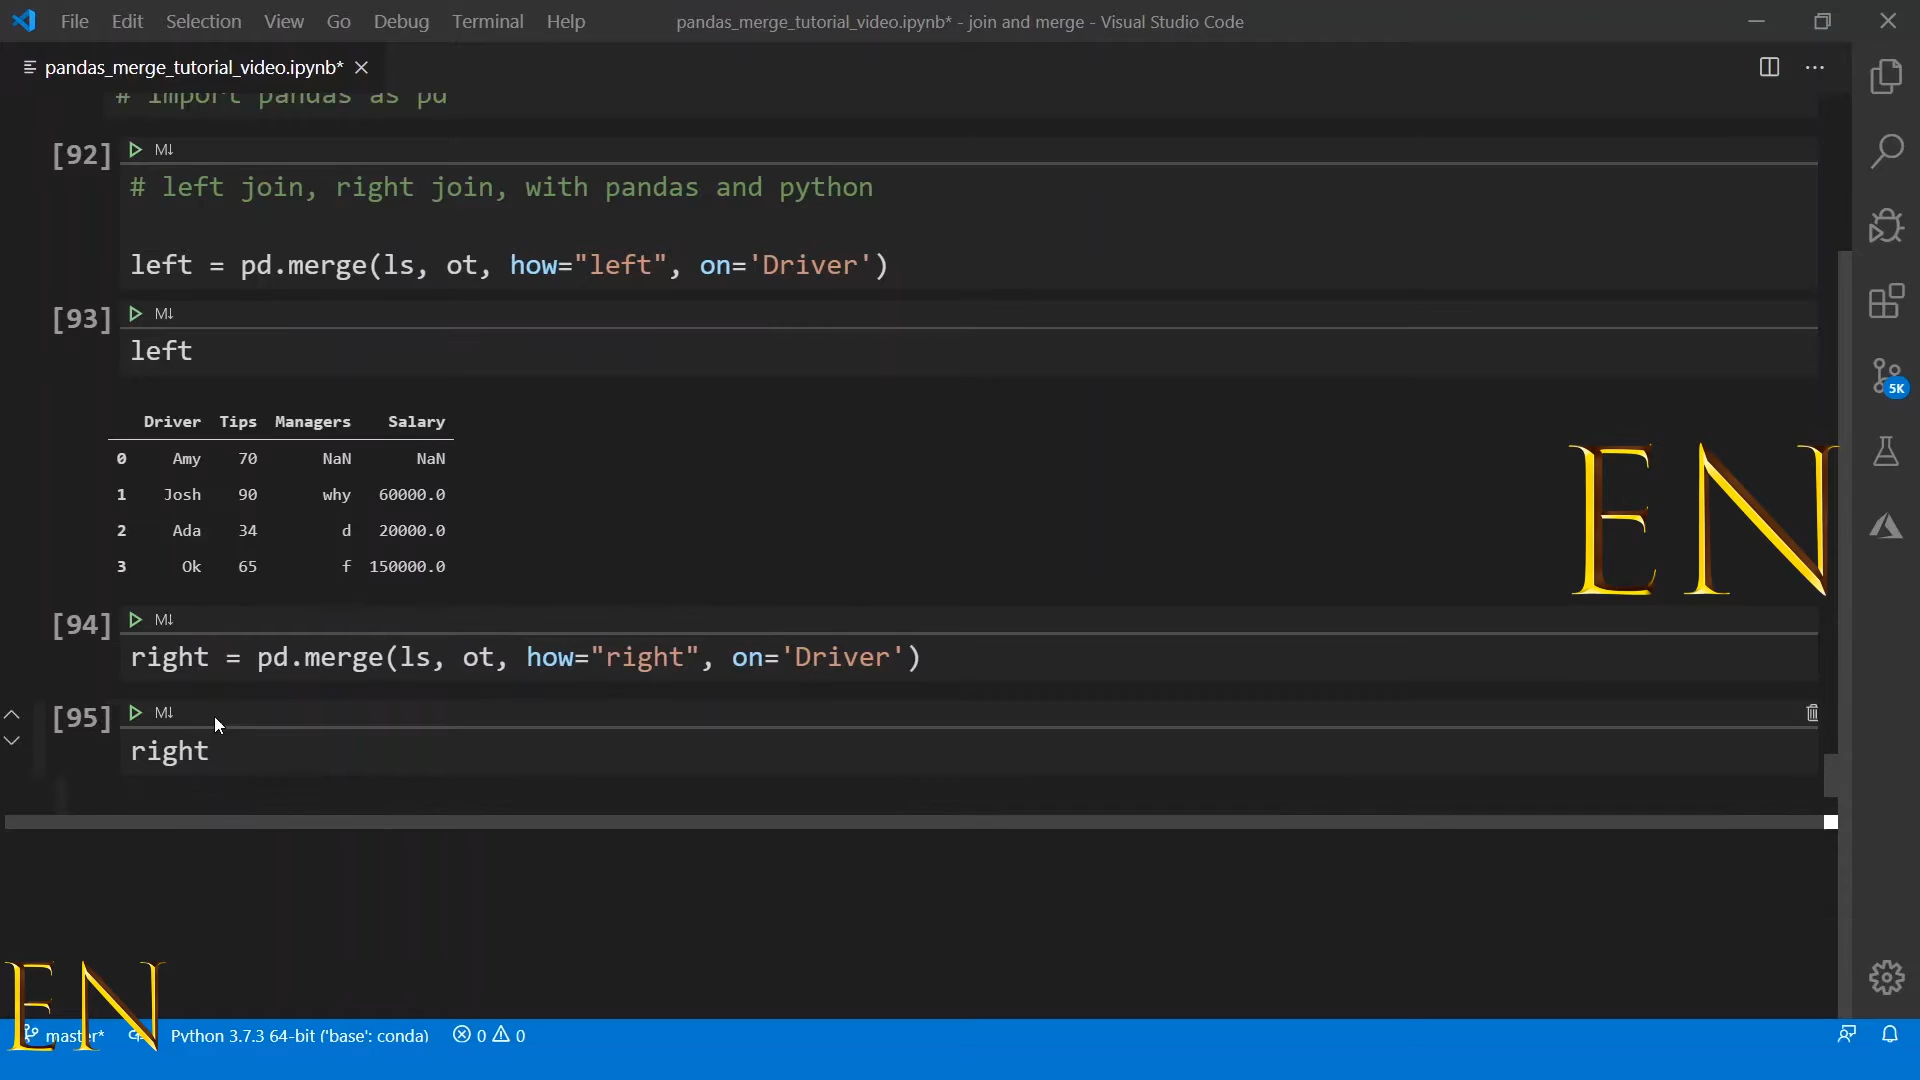 File Edit Selection View Go Debug Terminal Help pandas_merge_tutorial_video.ipynb* - join and merge - Visual Studio Code
pandas_merge_tutorial_video.ipynb*
# import pandas as pd
[92] M↓
# left join, right join, with pandas and python
left = pd.merge(ls, ot, how="left", on='Driver')
[93] M↓
left
Driver Tips Managers Salary
0 Amy 70 NaN NaN
1 Josh 90 why 60000.0
2 Ada 34 d 20000.0
3 Ok 65 f 150000.0
[94] M↓
right = pd.merge(ls, ot, how="right", on='Driver')
[95] M↓
right
5K
EN
EN
master* Python 3.7.3 64-bit ('base': conda) 0 0